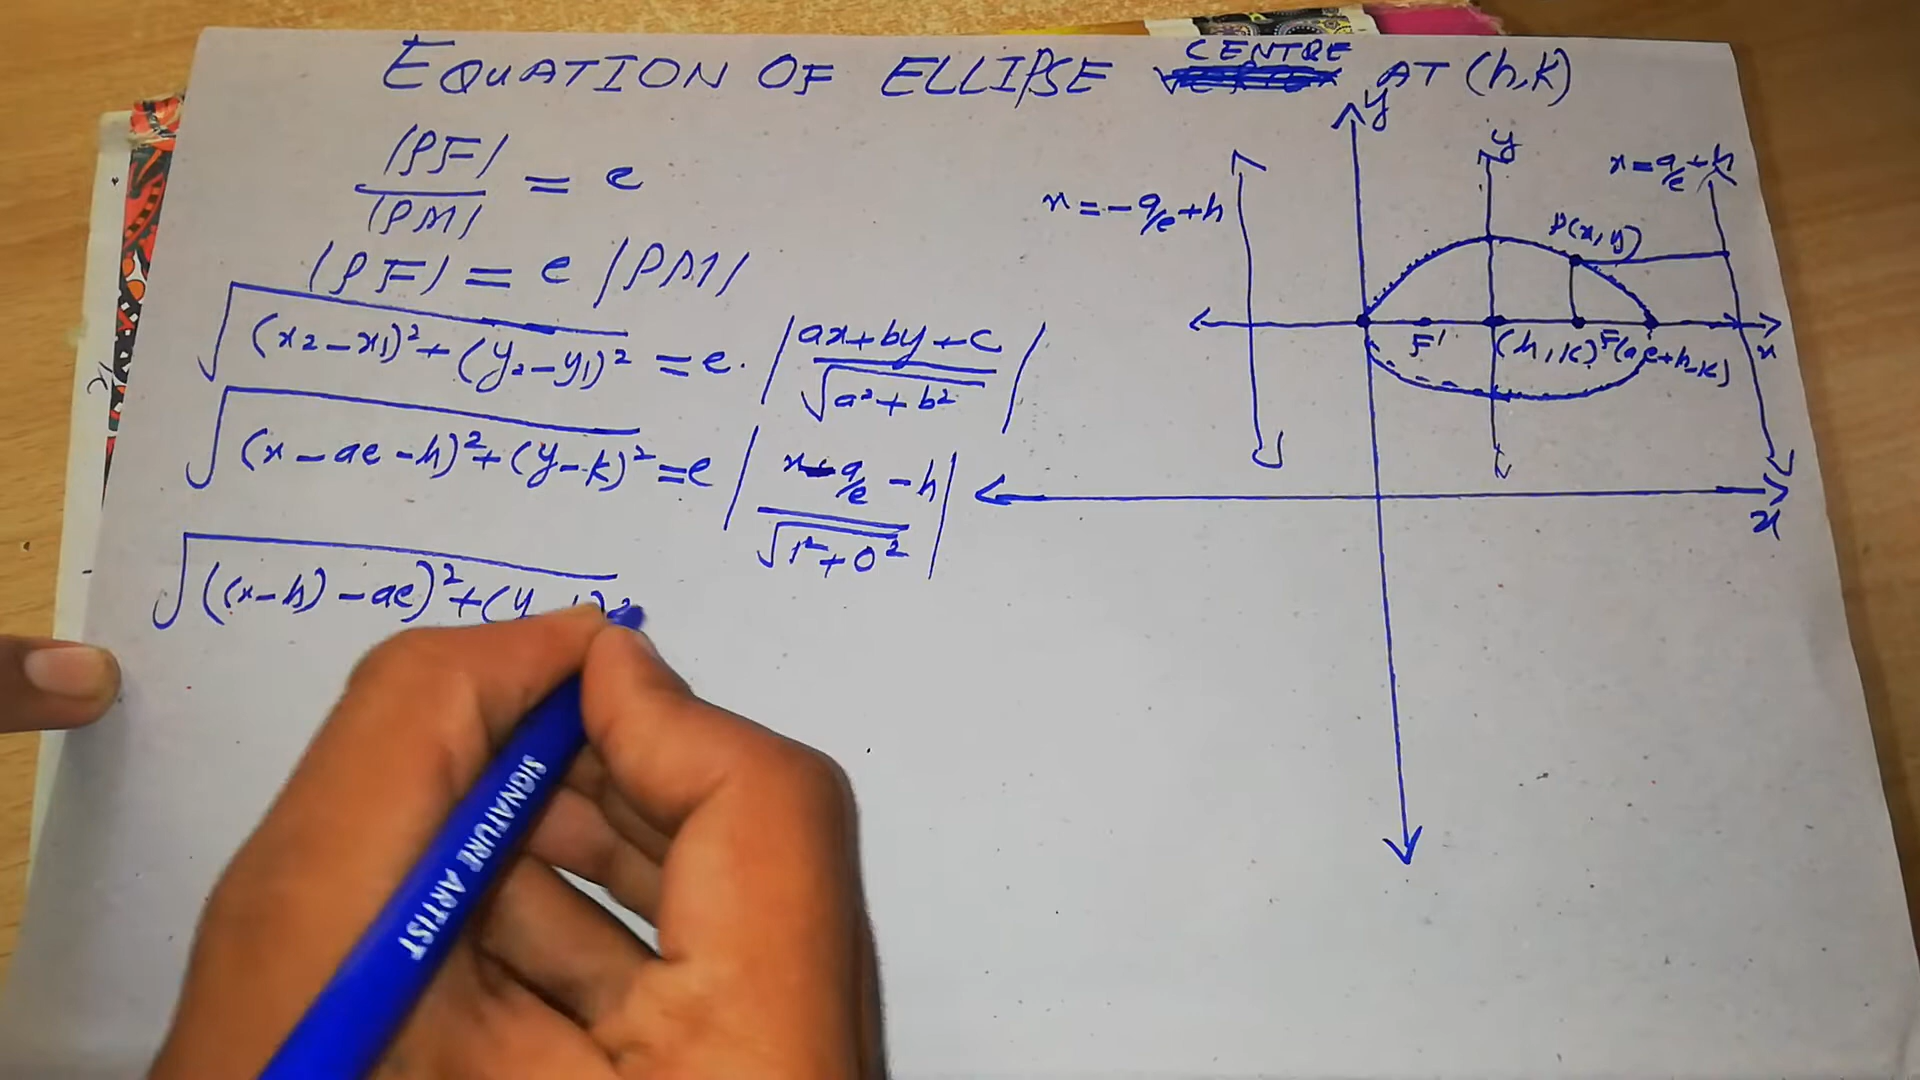 EQUATION OF ELLIPSE CENTRE AT (h,k)
|PF|
|PM|
= e
|PF| = e |PM|
√(x2-x1)²+(y2-y1)² = e. |ax+by+c
√a²+b²|
√(x-ae-h)²+(y-k)² = e |x-a/e-h
√1²+0²|
√((x-h)-ae)²+(y
y
y
x=a/e+h
x=-a/e+h
P(x,y)
F'
(h,k)
F(ae+h,k)
x
x
SIGNATURE ARTIST